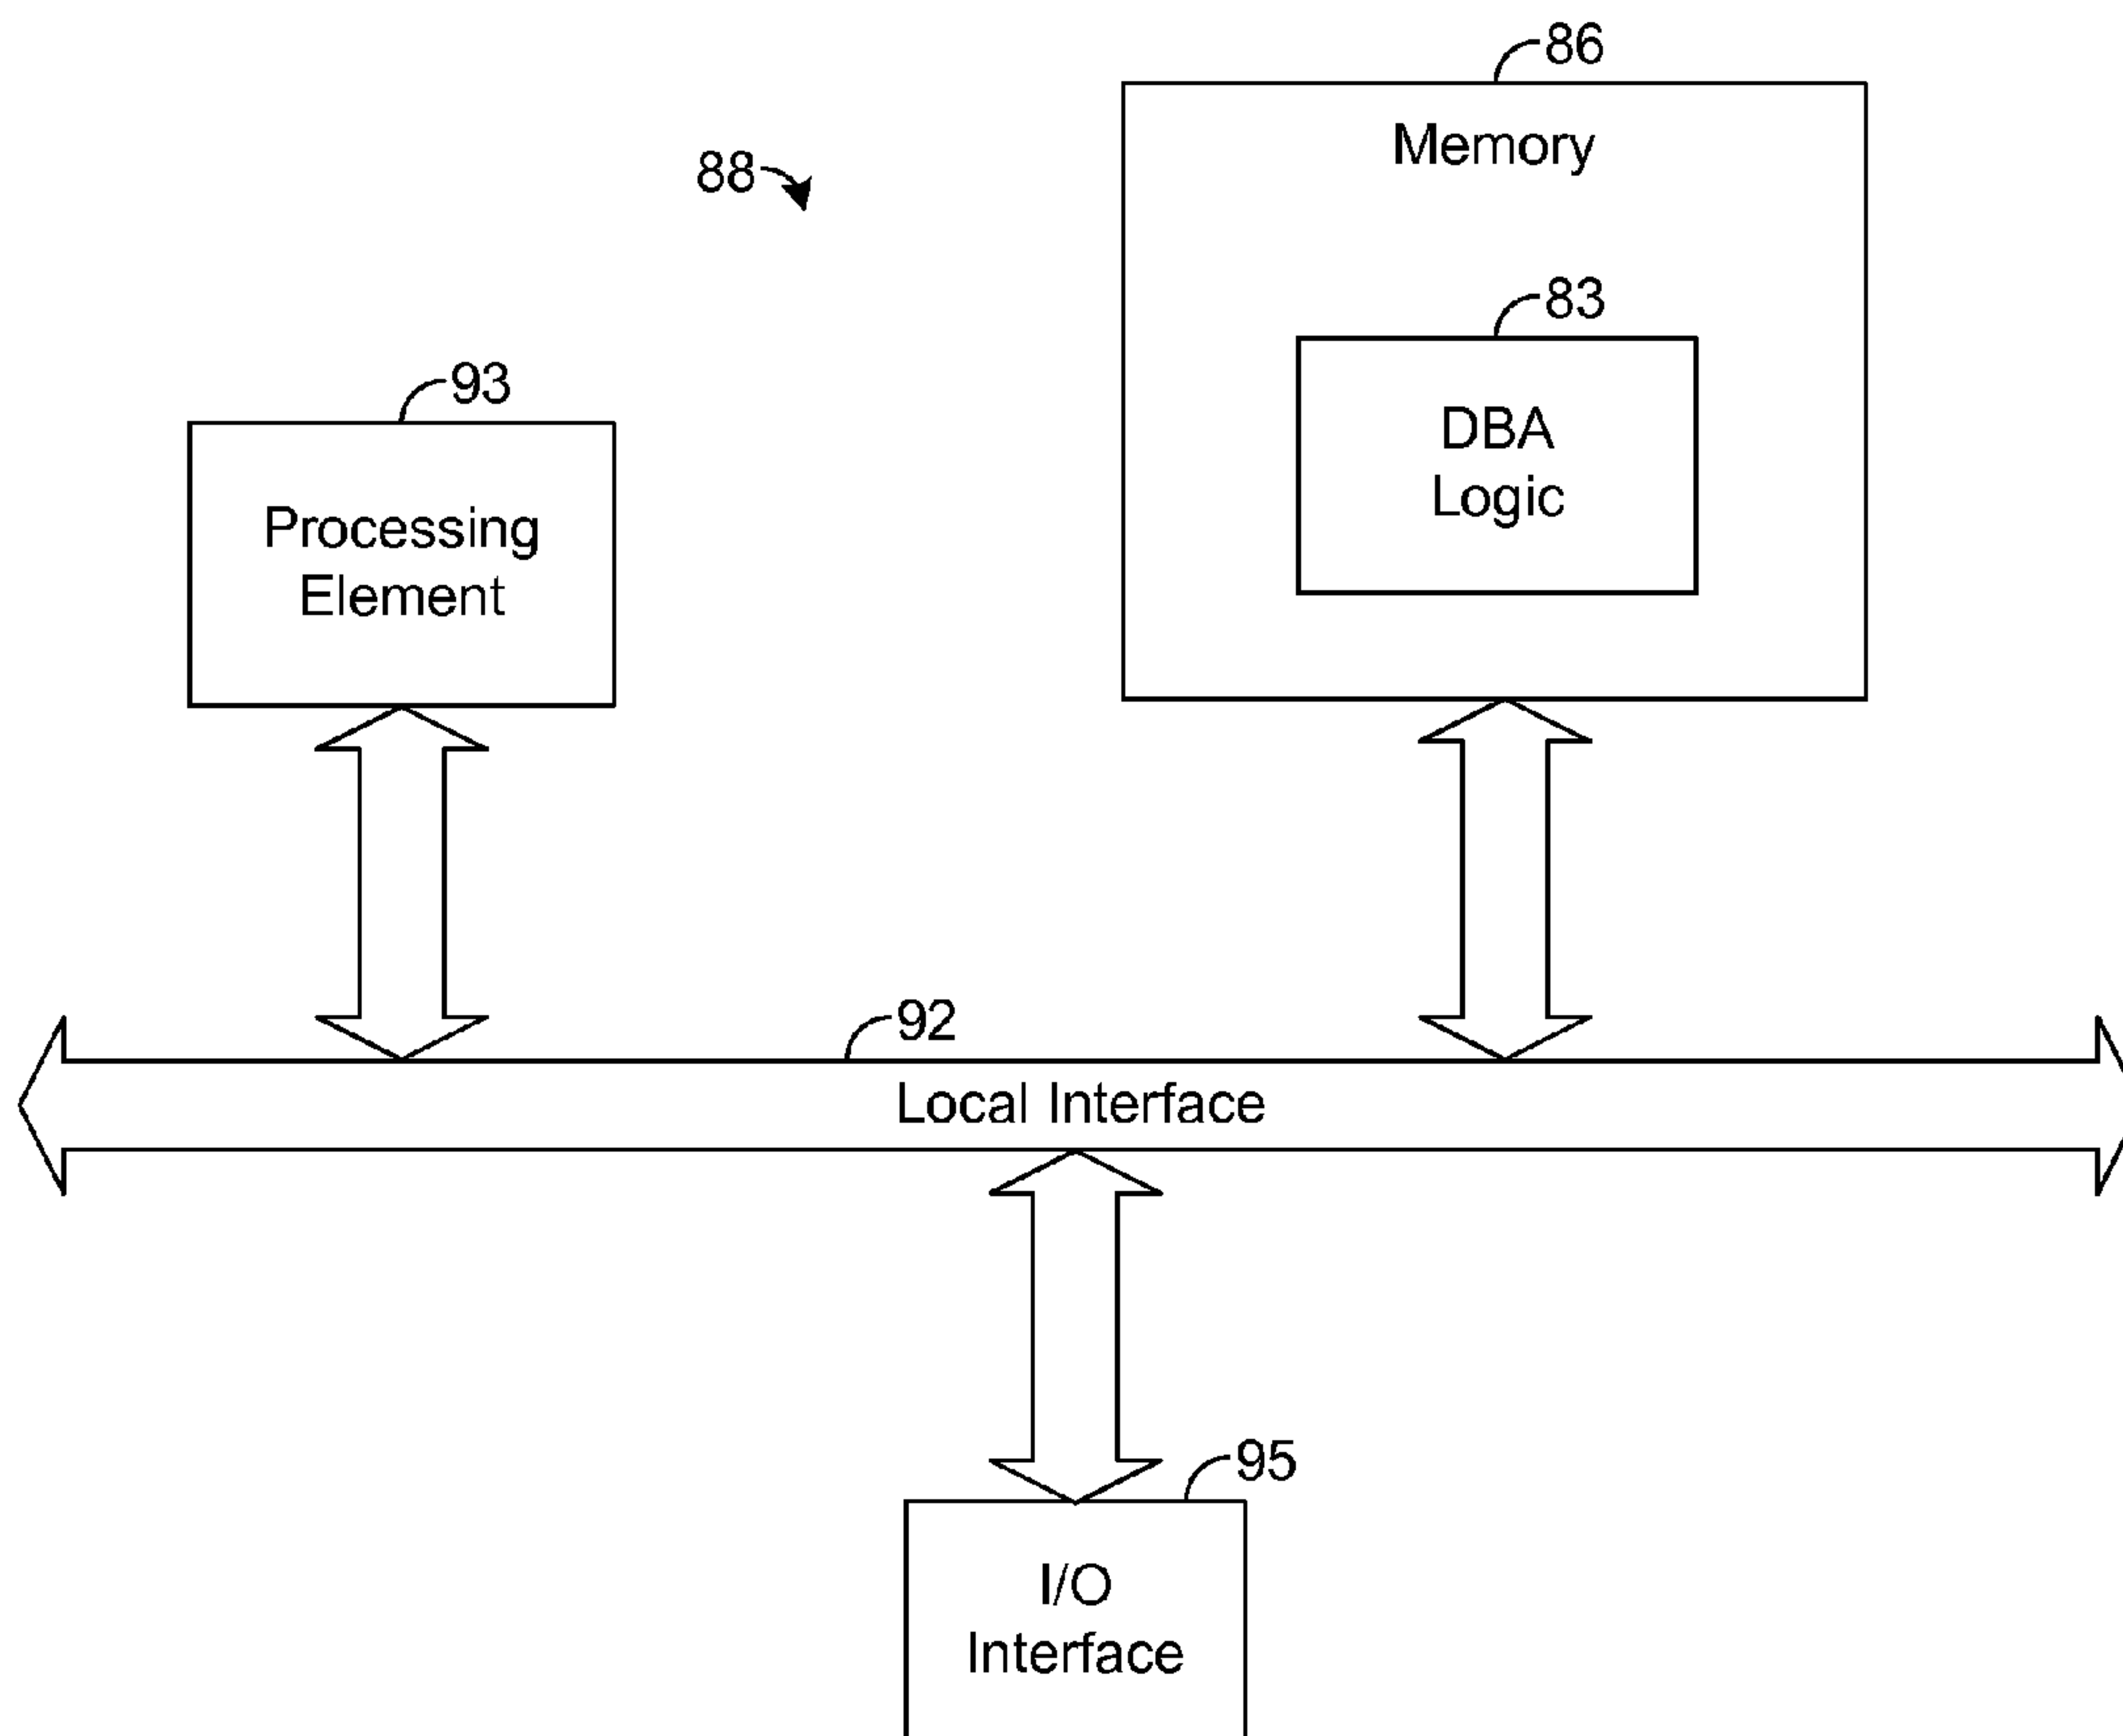 86
Memory
88
83
DBA
Logic
93
Processing
Element
92
Local Interface
95
I/O
Interface